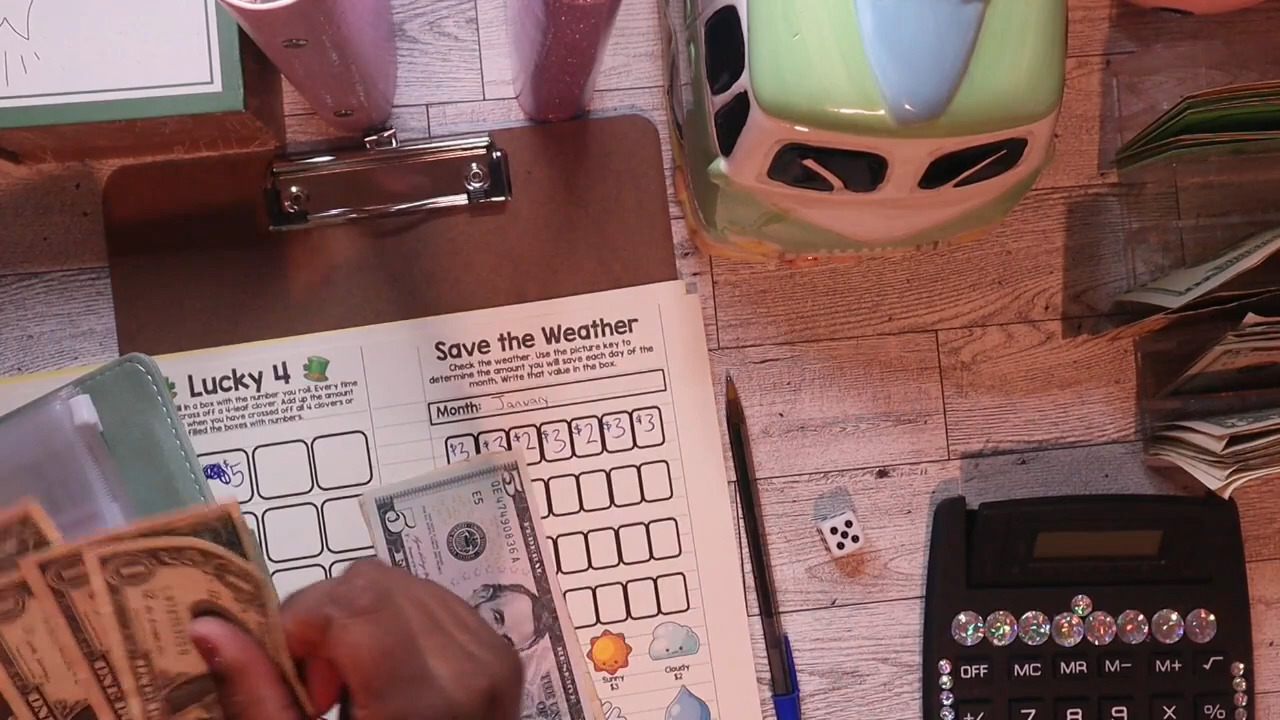 Lucky 4
in a box with the number you roll. Every time
cross off a 4-leaf clover. Add up the amount
when you have crossed off all 4 clovers or
filled the boxes with numbers.
$5
Save the Weather
Check the weather. Use the picture key to
determine the amount you will save each day of the
month. Write that value in the box.
Month: January
$3 $2 $3 $2 $3 $3
Sunny
$3
Cloudy
$2
5
QE47490836A
E5
OFF MC MR M- M+ √
+/- 7 8 9 X %